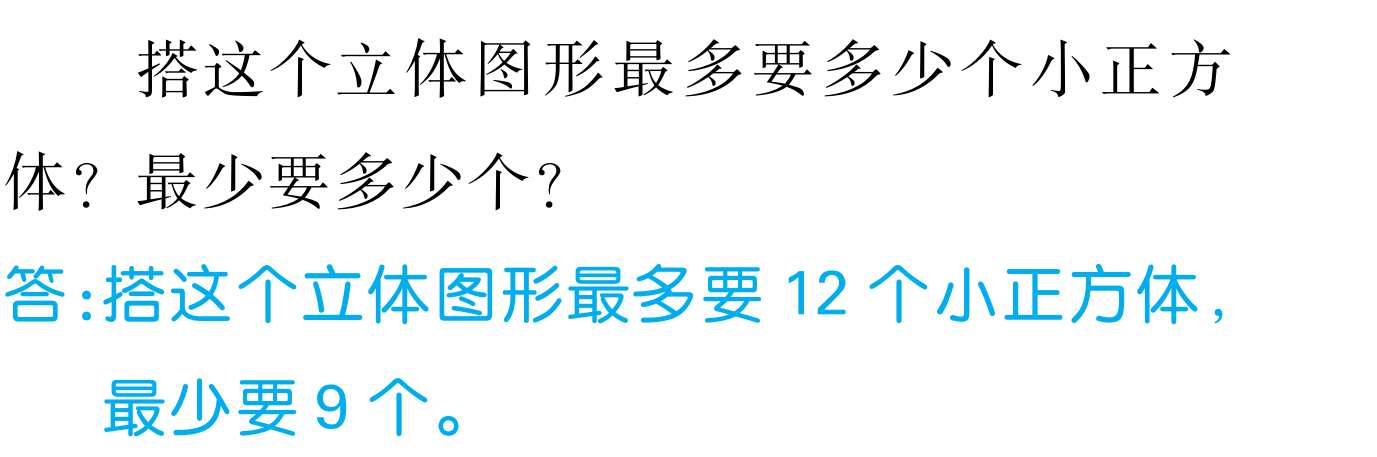 搭这个立体图形最多要多少个小正方
体？最少要多少个？
答：搭这个立体图形最多要 12 个小正方体，
最少要 9 个。